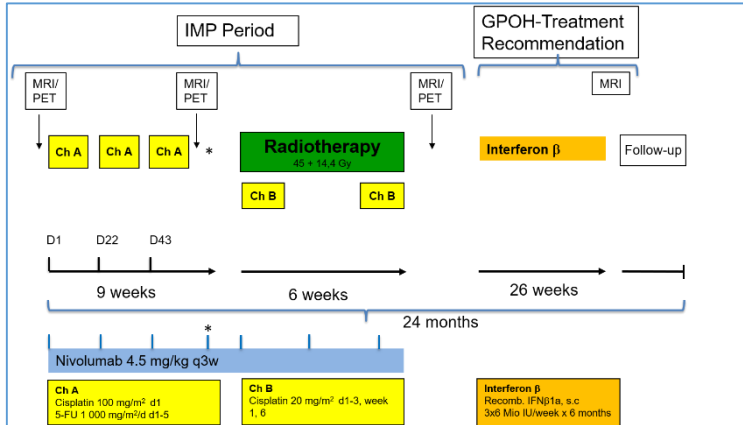 IMP Period
GPOH-Treatment
Recommendation
MRI/
PET
MRI/
PET
MRI/
PET
MRI
Ch A
Ch A
Ch A
*
Radiotherapy
45 + 14,4 Gy
Interferon β
Follow-up
Ch B
Ch B
D1
D22
D43
9 weeks
6 weeks
26 weeks
24 months
*
Nivolumab 4.5 mg/kg q3w
Ch A
Cisplatin 100 mg/m² d1
5-FU 1 000 mg/m²/d d1-5
Ch B
Cisplatin 20 mg/m² d1-3, week
1, 6
Interferon β
Recomb. IFNβ1a, s.c
3x6 Mio IU/week x 6 months